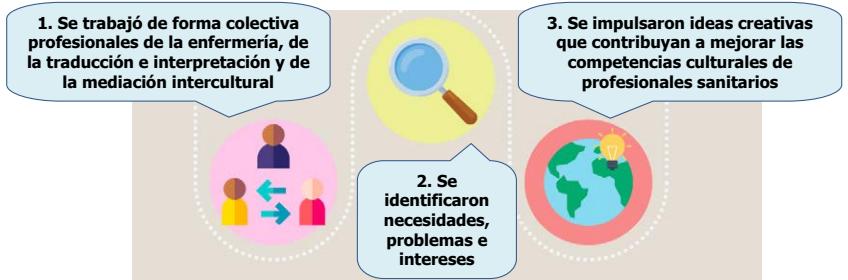 1. Se trabajó de forma colectiva
profesionales de la enfermería, de
la traducción e interpretación y de
la mediación intercultural
2. Se
identificaron
necesidades,
problemas e
intereses
3. Se impulsaron ideas creativas
que contribuyan a mejorar las
competencias culturales de
profesionales sanitarios